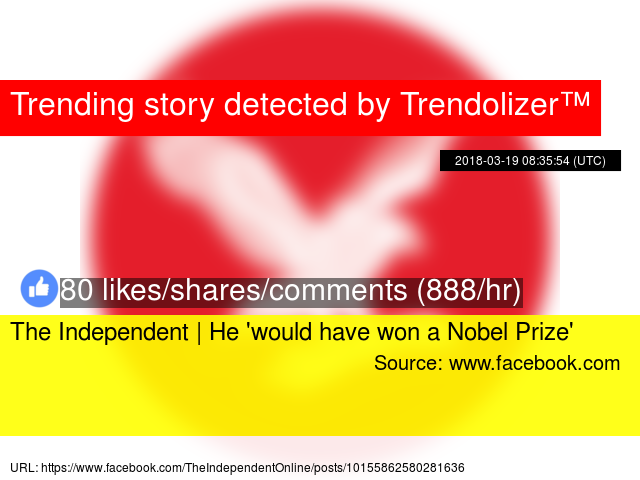 Trending story detected by Trendolizer™
2018-03-19 08:35:54 (UTC)
80 likes/shares/comments (888/hr)
The Independent | He 'would have won a Nobel Prize'
Source: www.facebook.com
URL: https://www.facebook.com/TheIndependentOnline/posts/10155862580281636